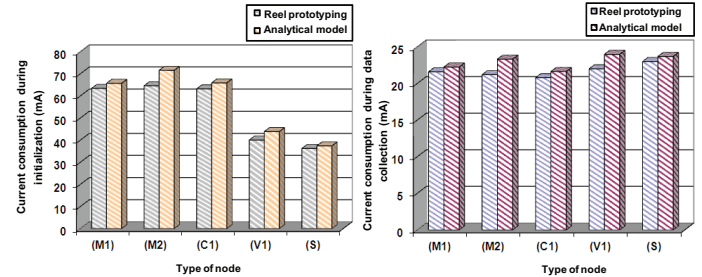 Reel prototyping
Analytical model
Current consumption during
initialization (mA)
80
70
60
50
40
30
20
10
0
(M1) (M2) (C1) (V1) (S)
Type of node
Reel prototyping
Analytical model
Current consumption during data
collection (mA)
25
20
15
10
5
0
(M1) (M2) (C1) (V1) (S)
Type of node